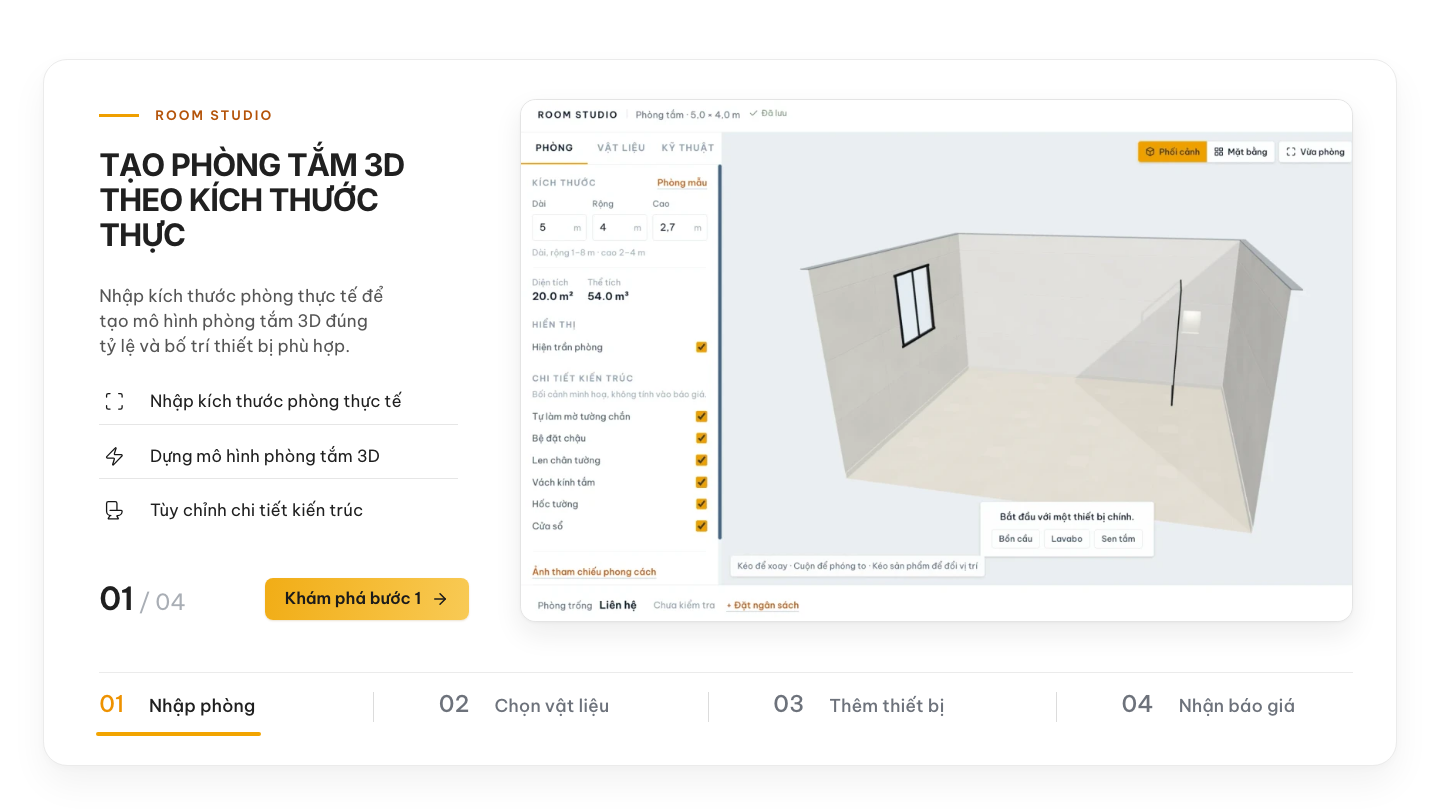 ROOM STUDIO
TẠO PHÒNG TẮM 3D
THEO KÍCH THƯỚC
THỰC
Nhập kích thước phòng thực tế để
tạo mô hình phòng tắm 3D đúng
tỷ lệ và bố trí thiết bị phù hợp.
Nhập kích thước phòng thực tế
Dựng mô hình phòng tắm 3D
Tùy chỉnh chi tiết kiến trúc
01 / 04
Khám phá bước 1
ROOM STUDIO
Phòng tắm · 5,0 × 4,0 m
Đã lưu
PHÒNG
VẬT LIỆU
KỸ THUẬT
KÍCH THƯỚC
Phòng mẫu
Dài
Rộng
Cao
5 m
4 m
2,7 m
Dài, rộng 1–8 m · cao 2–4 m
Diện tích
Thể tích
20.0 m²
54.0 m³
HIỂN THỊ
Hiện trần phòng
CHI TIẾT KIẾN TRÚC
Bối cảnh minh hoạ, không tính vào báo giá.
Tự làm mờ tường chắn
Bệ đặt chậu
Len chân tường
Vách kính tắm
Hốc tường
Cửa sổ
Ảnh tham chiếu phong cách
Phối cảnh
Mặt bằng
Vừa phòng
Bắt đầu với một thiết bị chính.
Bồn cầu
Lavabo
Sen tắm
Kéo để xoay · Cuộn để phóng to · Kéo sản phẩm để đổi vị trí
Phòng trống
Liên hệ
Chưa kiểm tra
+ Đặt ngân sách
01 Nhập phòng
02 Chọn vật liệu
03 Thêm thiết bị
04 Nhận báo giá